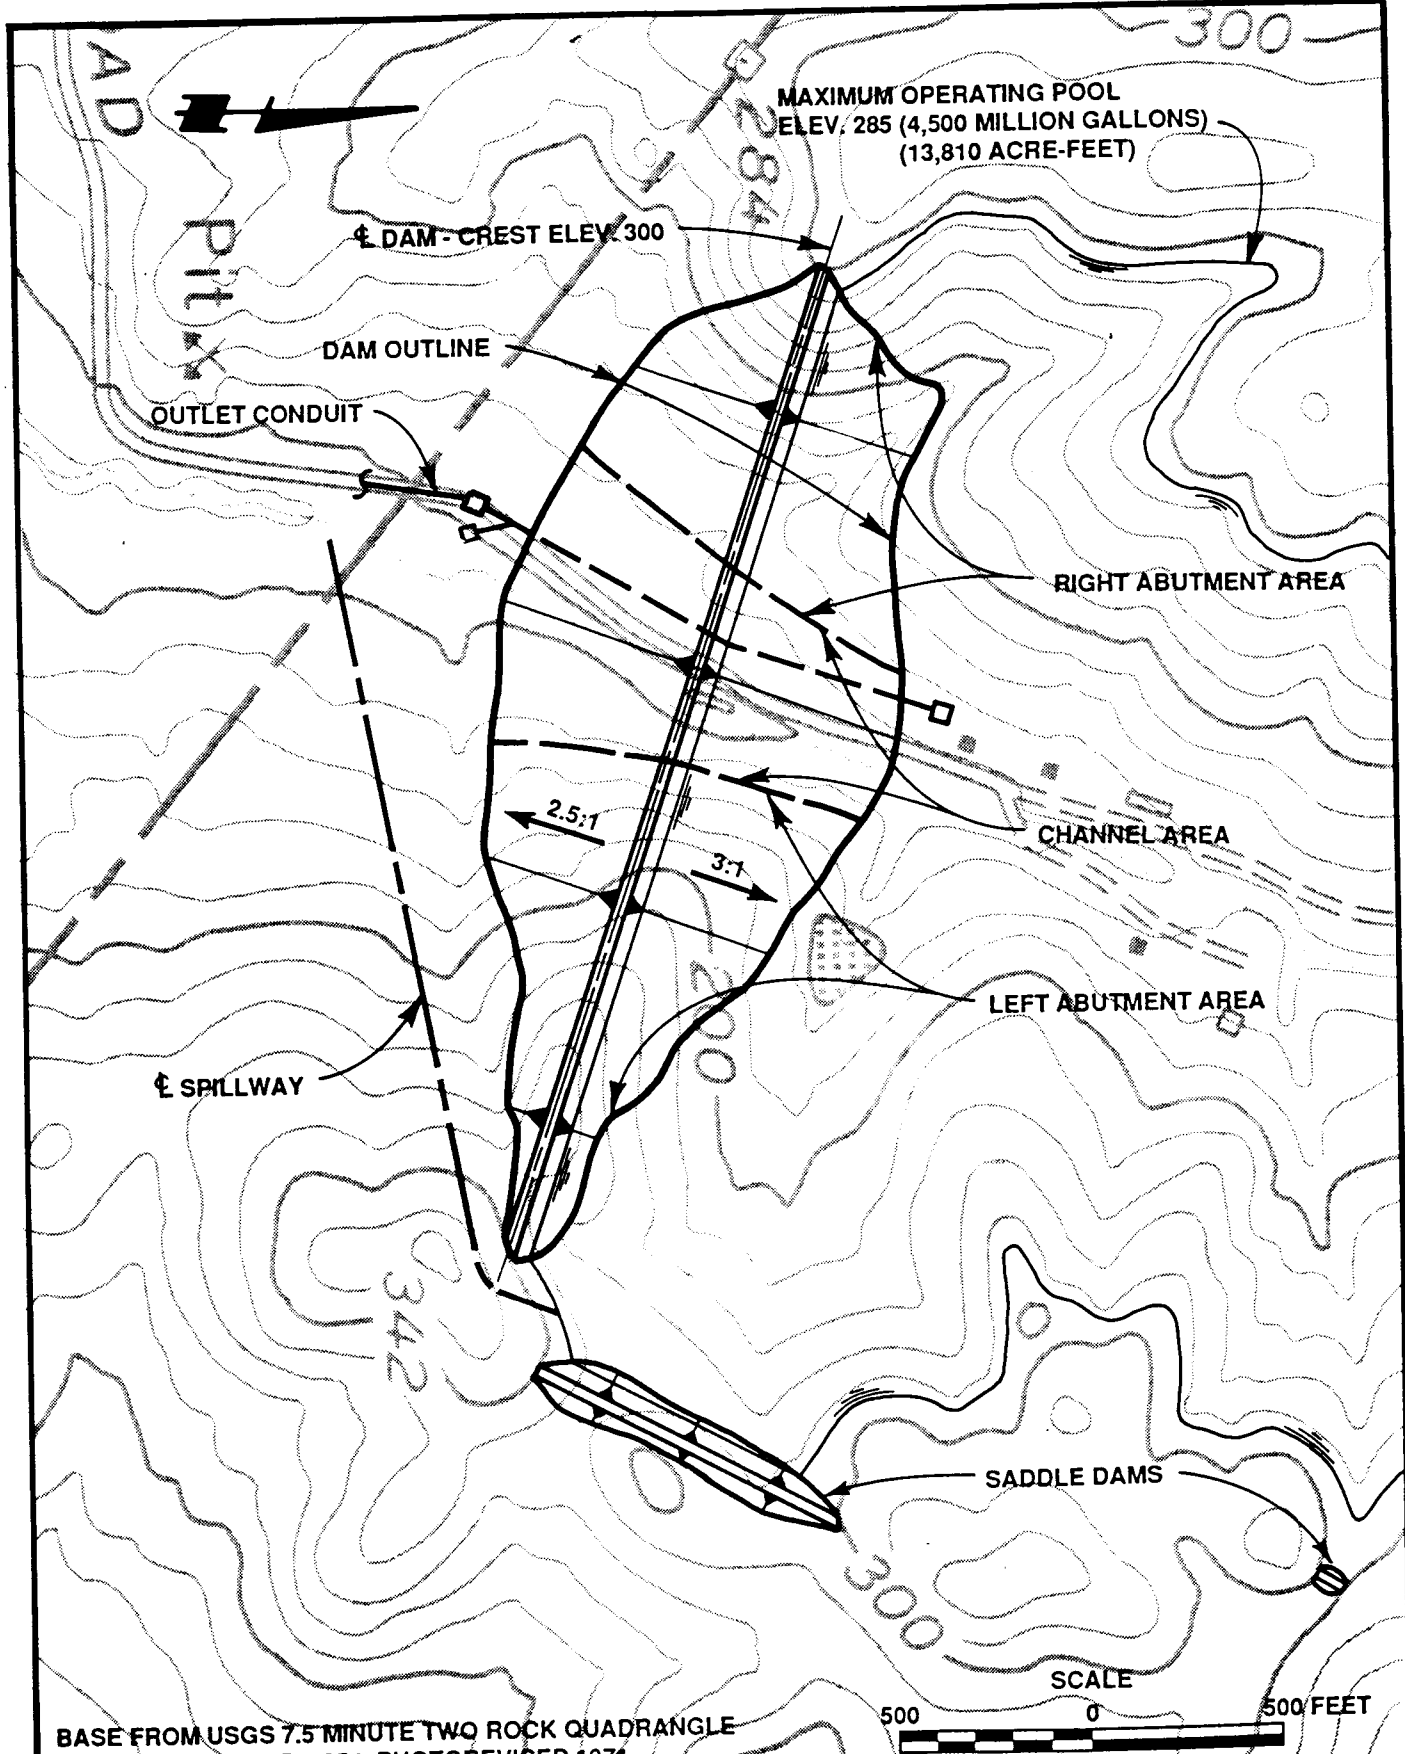 300
AD
MAXIMUM OPERATING POOL
ELEV. 285 (4,500 MILLION GALLONS)
(13,810 ACRE-FEET)
284
Pit
℄ DAM - CREST ELEV. 300
DAM OUTLINE
OUTLET CONDUIT
RIGHT ABUTMENT AREA
2.5:1
CHANNEL AREA
3:1
200
LEFT ABUTMENT AREA
℄ SPILLWAY
342
SADDLE DAMS
300
SCALE
500 0 500 FEET
BASE FROM USGS 7.5 MINUTE TWO ROCK QUADRANGLE
PHOTOREVISED 1971